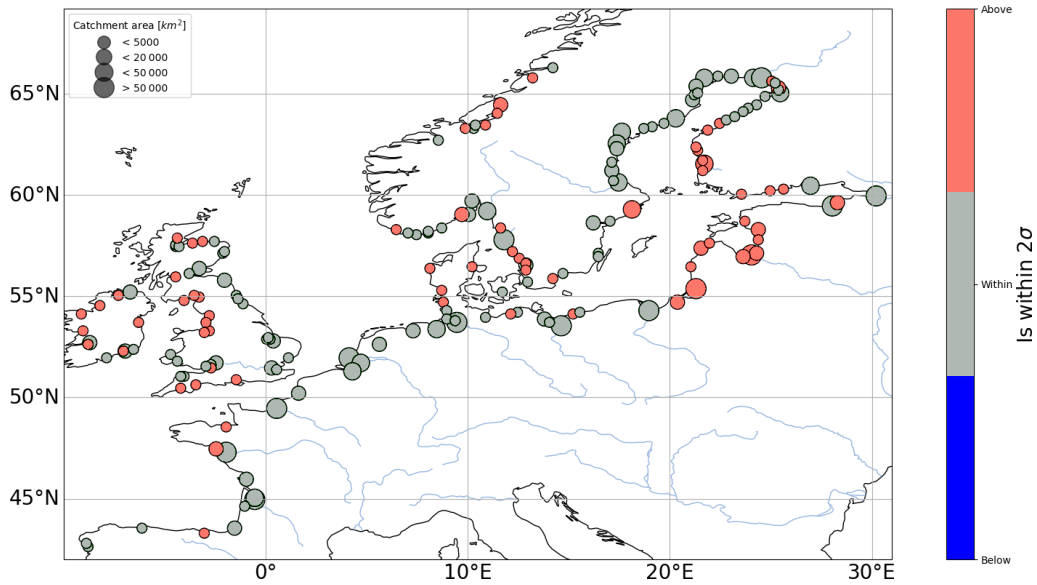 Catchment area [km²]
< 5000
< 20 000
< 50 000
> 50 000
65°N
60°N
55°N
50°N
45°N
0°
10°E
20°E
30°E
Above
Within
Below
Is within 2σ